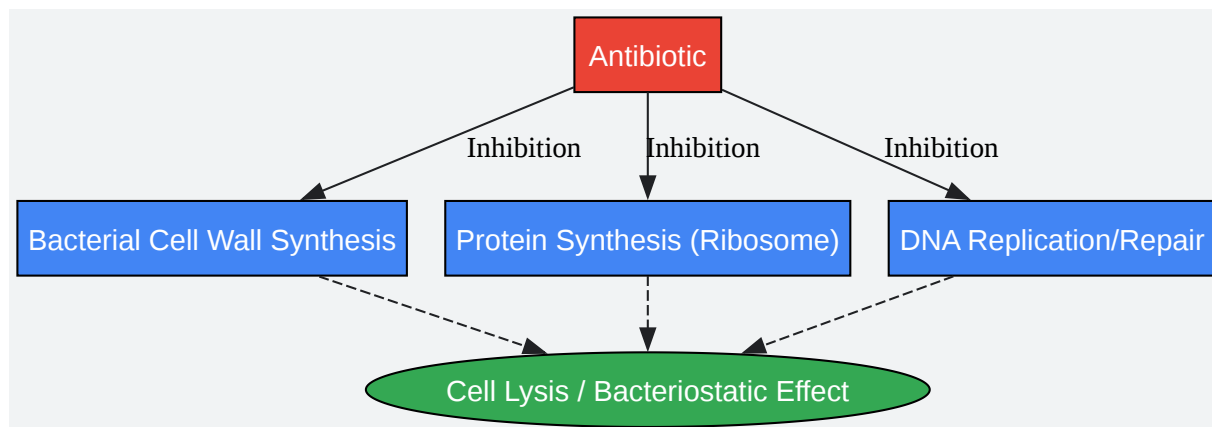 Antibiotic
Inhibition
Inhibition
Inhibition
Bacterial Cell Wall Synthesis
Protein Synthesis (Ribosome)
DNA Replication/Repair
Cell Lysis / Bacteriostatic Effect